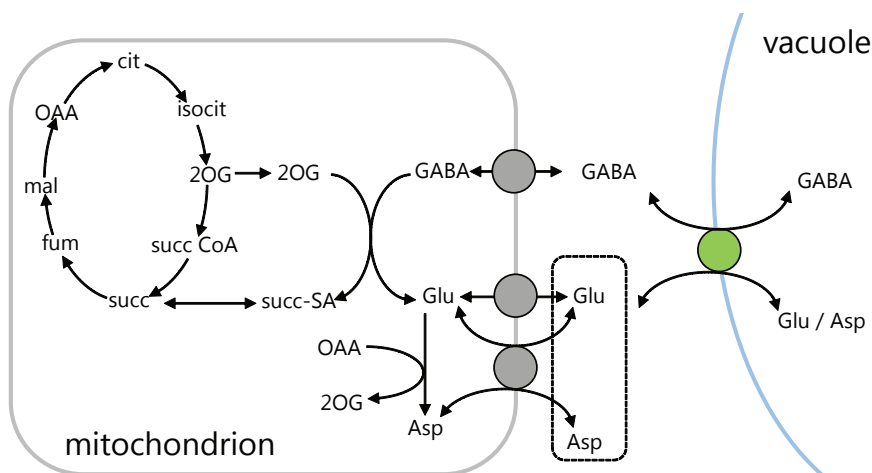 vacuole
cit
OAA
isocit
2OG
2OG
GABA
GABA
GABA
mal
fum
succ CoA
succ
succ-SA
Glu
Glu
Glu / Asp
OAA
2OG
Asp
Asp
mitochondrion